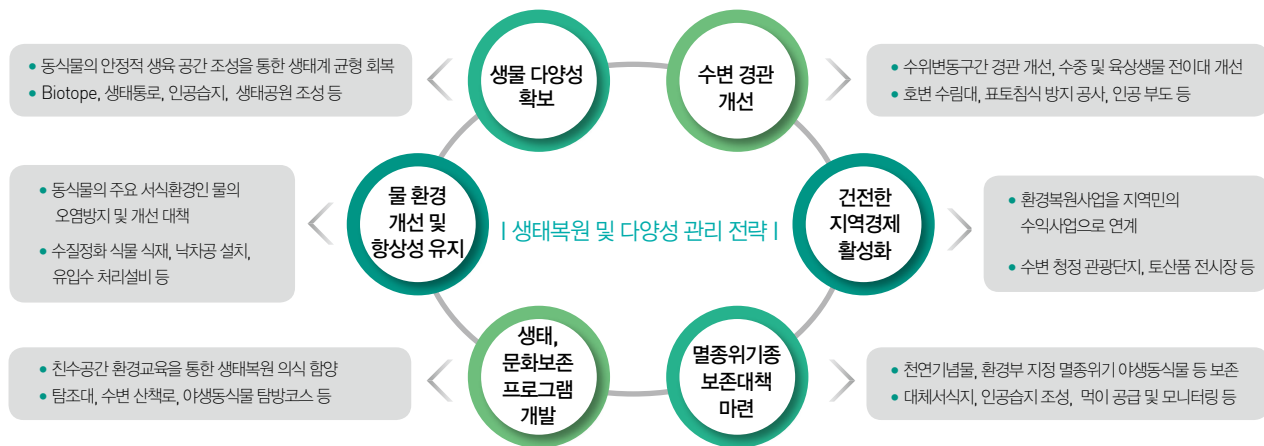 • 동식물의 안정적 생육 공간 조성을 통한 생태계 균형 회복
• Biotope, 생태통로, 인공습지, 생태공원 조성 등
생물 다양성
확보
수변 경관
개선
• 수위변동구간 경관 개선, 수중 및 육상생물 전이대 개선
• 호변 수림대, 표토침식 방지 공사, 인공 부도 등
• 동식물의 주요 서식환경인 물의
오염방지 및 개선 대책
• 수질정화 식물 식재, 낙차공 설치,
유입수 처리설비 등
물 환경
개선 및
항상성 유지
| 생태복원 및 다양성 관리 전략 |
건전한
지역경제
활성화
• 환경복원사업을 지역민의
수익사업으로 연계
• 수변 청정 관광단지, 토산품 전시장 등
• 친수공간 환경교육을 통한 생태복원 의식 함양
• 탐조대, 수변 산책로, 야생동식물 탐방코스 등
생태,
문화보존
프로그램
개발
멸종위기종
보존대책
마련
• 천연기념물, 환경부 지정 멸종위기 야생동식물 등 보존
• 대체서식지, 인공습지 조성, 먹이 공급 및 모니터링 등